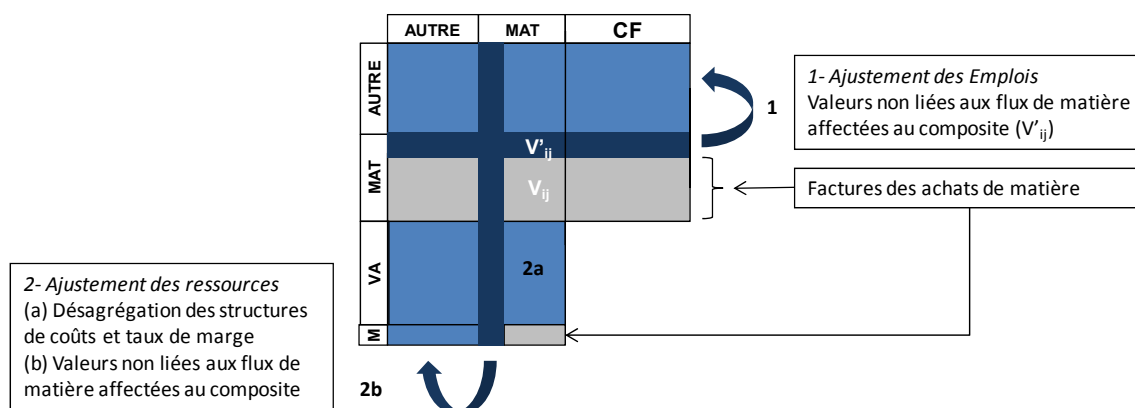 AUTRE MAT CF
AUTRE
MAT
VA
M
V'ij
Vij
2a
1
1- Ajustement des Emplois
Valeurs non liées aux flux de matière
affectées au composite (V'ij)
Factures des achats de matière
2- Ajustement des ressources
(a) Désagrégation des structures
de coûts et taux de marge
(b) Valeurs non liées aux flux de
matière affectées au composite
2b